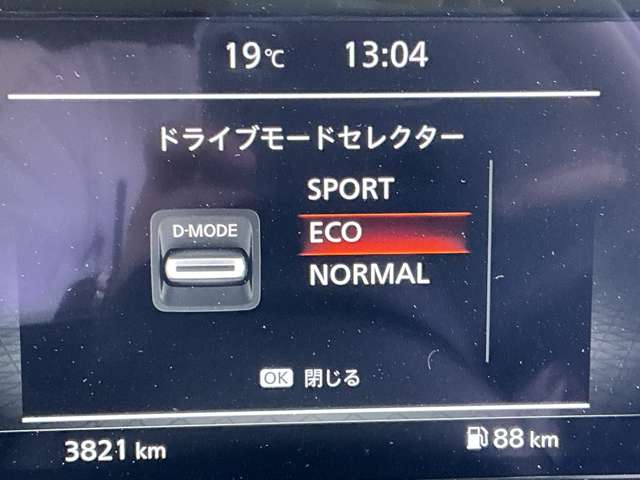 19℃ 13:04
ドライブモードセレクター
SPORT
D-MODE
ECO
NORMAL
OK 閉じる
3821 km 88 km